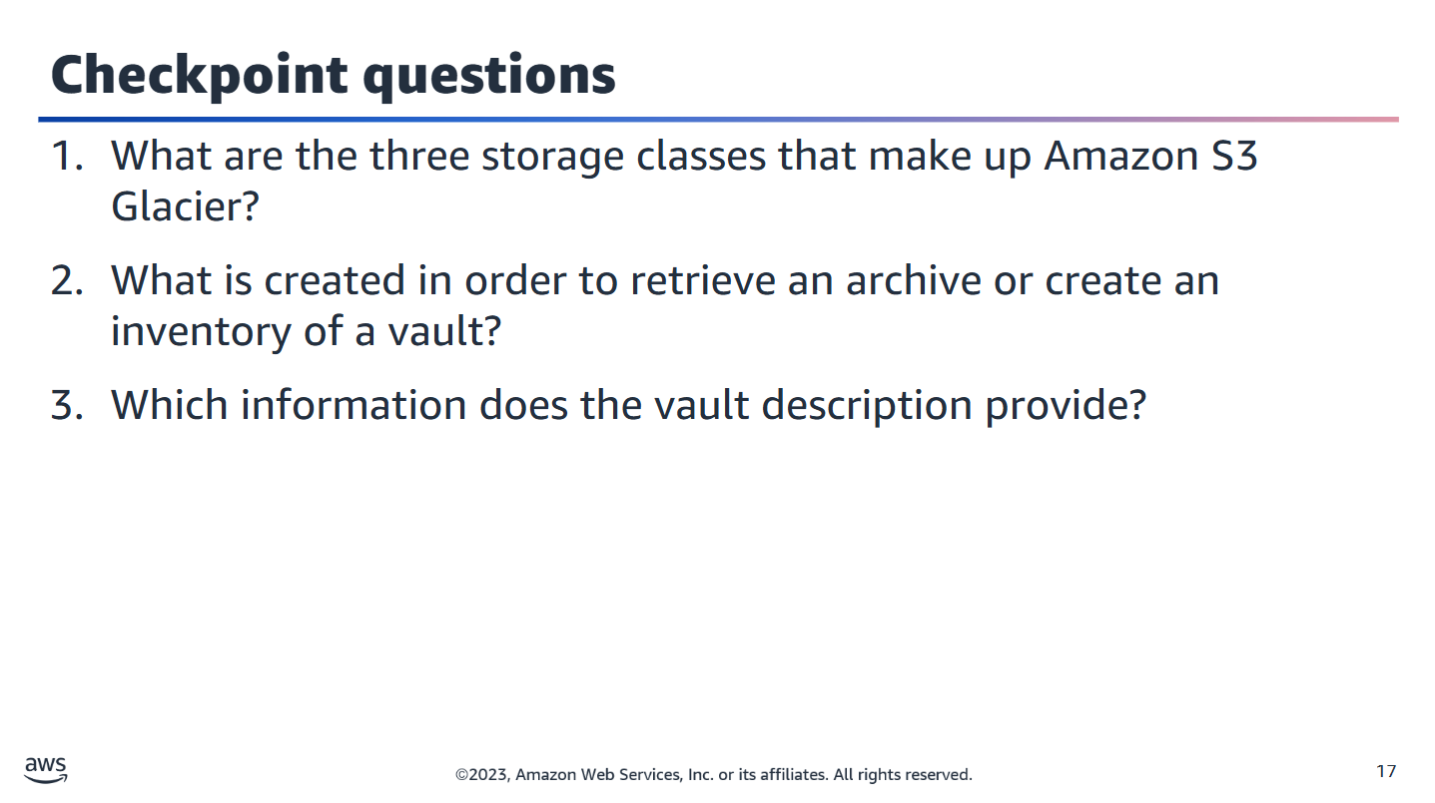 Checkpoint questions
1. What are the three storage classes that make up Amazon S3
Glacier?
2. What is created in order to retrieve an archive or create an
inventory of a vault?
3. Which information does the vault description provide?
aws
©2023, Amazon Web Services, Inc. or its affiliates. All rights reserved.
17